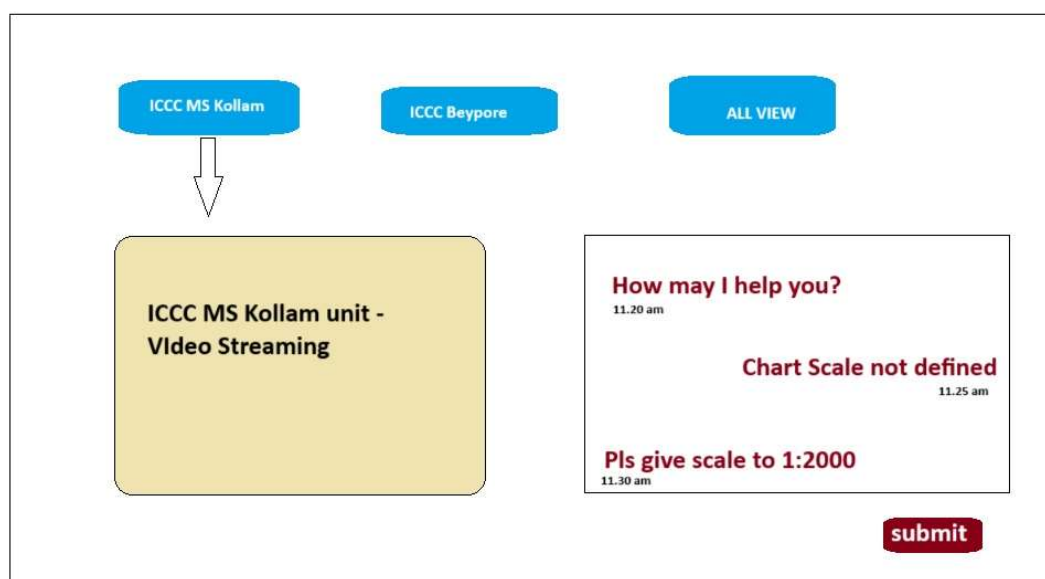 ICCC MS Kollam
ICCC Beypore
ALL VIEW
ICCC MS Kollam unit -
VIdeo Streaming
How may I help you?
11.20 am
Chart Scale not defined
11.25 am
Pls give scale to 1:2000
11.30 am
submit